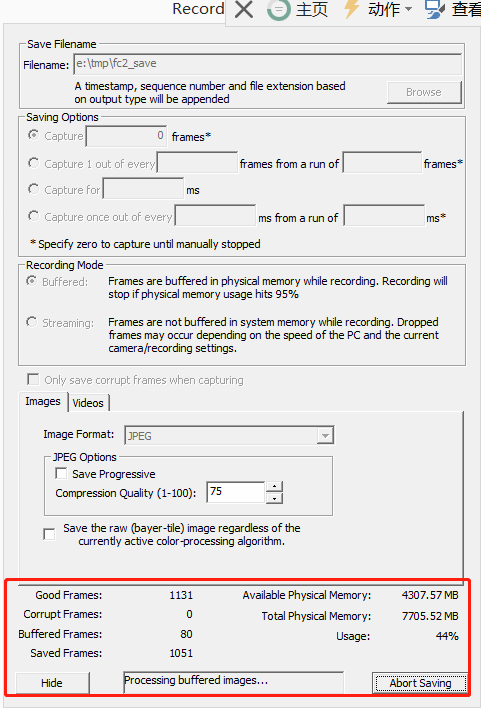 Record 主页 动作 查看
Save Filename
Filename: e:\tmp\fc2_save
A timestamp, sequence number and file extension based
on output type will be appended
Browse
Saving Options
Capture 0 frames*
Capture 1 out of every frames from a run of frames*
Capture for ms
Capture once out of every ms from a run of ms*
* Specify zero to capture until manually stopped
Recording Mode
Buffered: Frames are buffered in physical memory while recording. Recording will
stop if physical memory usage hits 95%
Streaming: Frames are not buffered in system memory while recording. Dropped
frames may occur depending on the speed of the PC and the current
camera/recording settings.
Only save corrupt frames when capturing
Images Videos
Image Format: JPEG
JPEG Options
Save Progressive
Compression Quality (1-100): 75
Save the raw (bayer-tile) image regardless of the
currently active color-processing algorithm.
Good Frames: 1131 Available Physical Memory: 4307.57 MB
Corrupt Frames: 0 Total Physical Memory: 7705.52 MB
Buffered Frames: 80 Usage: 44%
Saved Frames: 1051
Hide Processing buffered images... Abort Saving